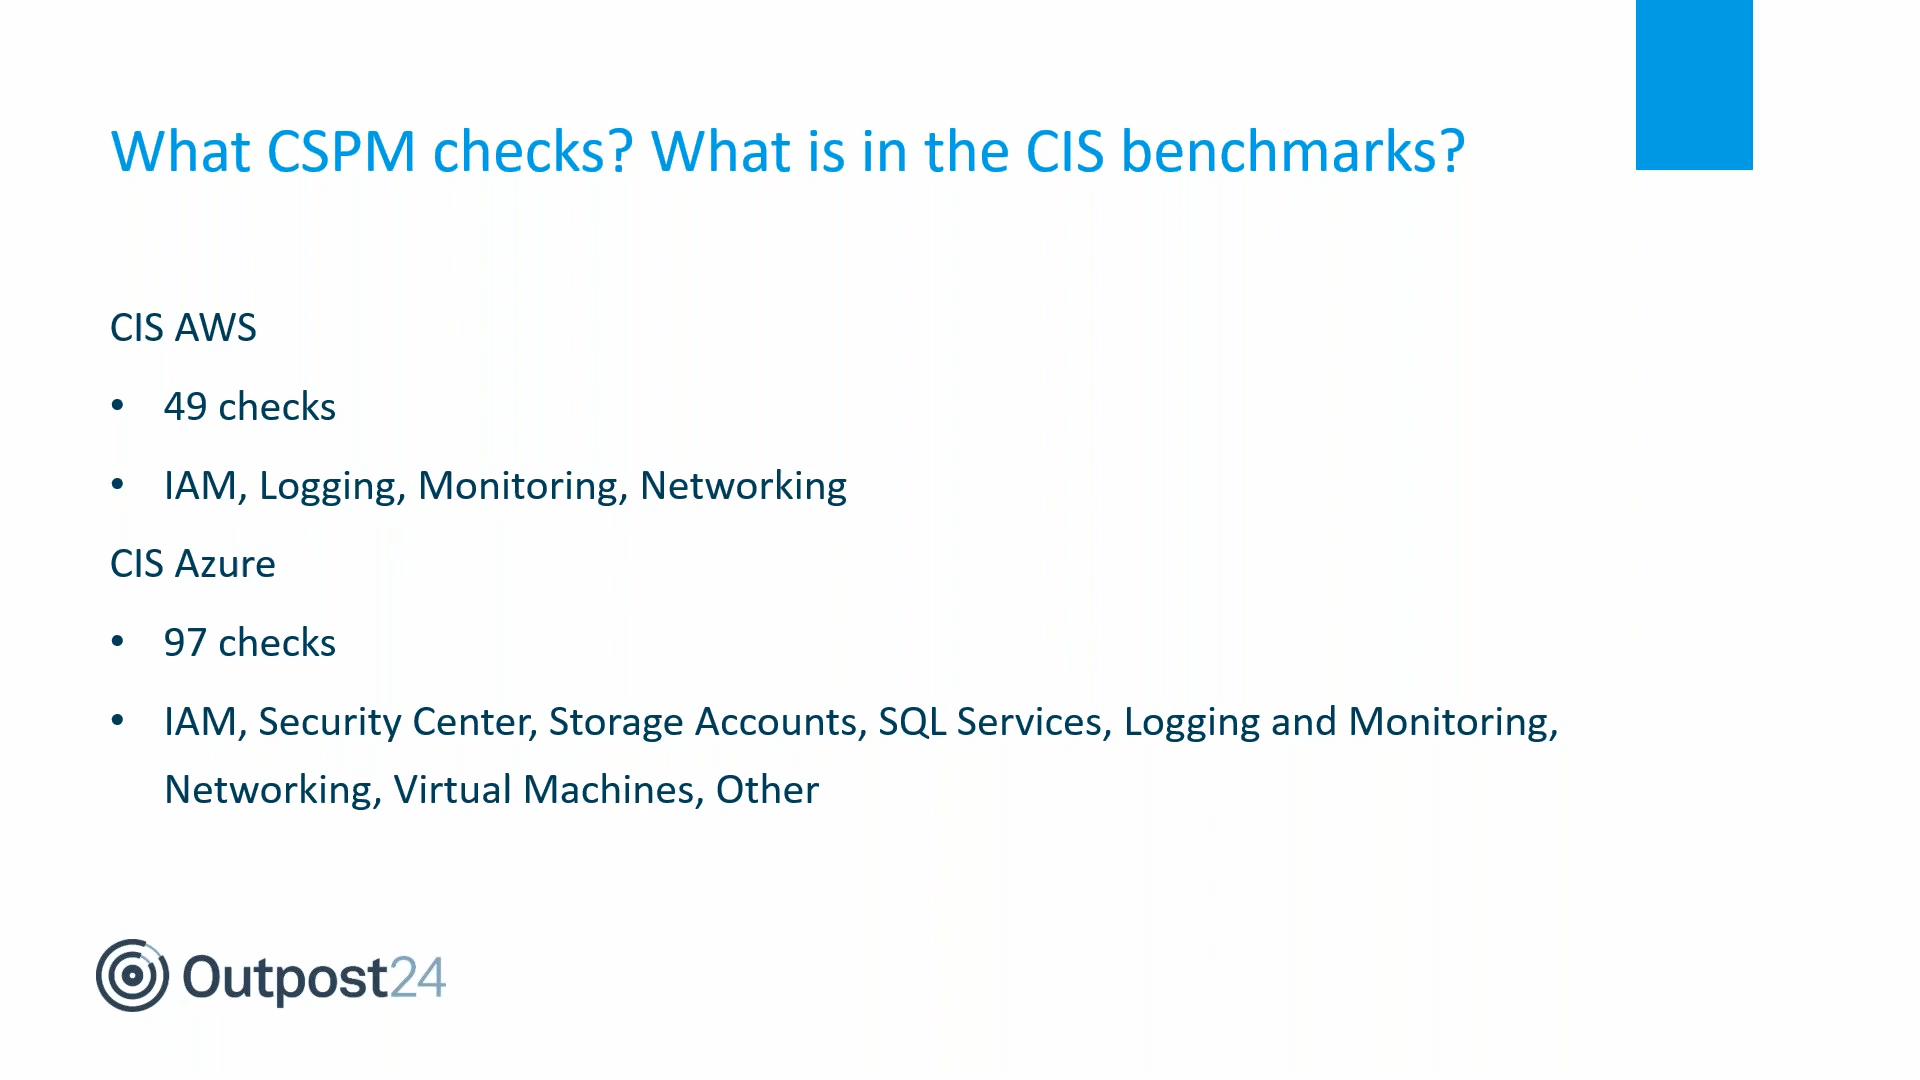 What CSPM checks? What is in the CIS benchmarks?
CIS AWS
• 49 checks
• IAM, Logging, Monitoring, Networking
CIS Azure
• 97 checks
• IAM, Security Center, Storage Accounts, SQL Services, Logging and Monitoring,
Networking, Virtual Machines, Other
Outpost24